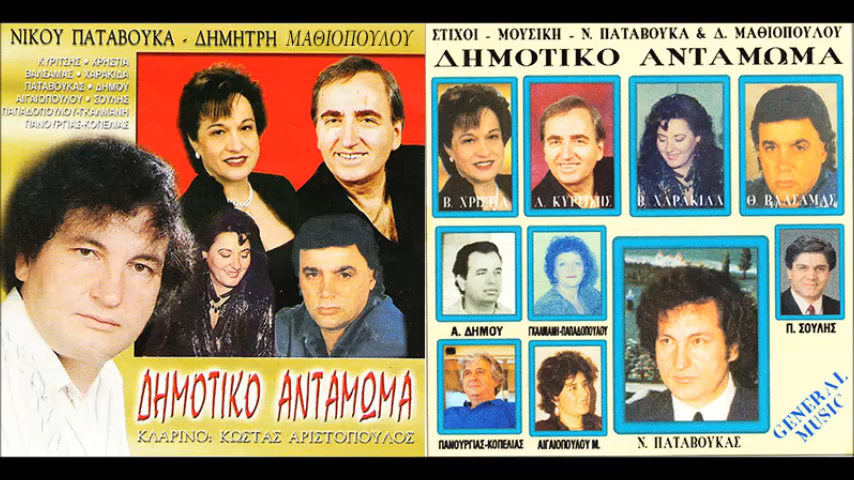 ΝΙΚΟΥ ΠΑΤΑΒΟΥΚΑ - ΔΗΜΗΤΡΗ ΜΑΘΙΟΠΟΥΛΟΥ
ΚΥΡΙΤΣΗΣ • ΧΡΗΣΤΙΑ
ΒΑΛΣΑΜΑΣ • ΧΑΡΑΚΙΔΑ
ΠΑΤΑΒΟΥΚΑΣ • ΔΗΜΟΥ
ΑΙΓΑΙΟΠΟΥΛΟΥ • ΣΟΥΛΗΣ
ΠΑΠΑΔΟΠΟΥΛΟΥ-ΓΚΑΛΜΑΝΗ
ΠΑΝΟΥΡΓΙΑΣ-ΚΟΠΕΛΙΑΣ
ΔΗΜΟΤΙΚΟ ΑΝΤΑΜΩΜΑ
ΚΛΑΡΙΝΟ: ΚΩΣΤΑΣ ΑΡΙΣΤΟΠΟΥΛΟΣ
ΣΤΙΧΟΙ - ΜΟΥΣΙΚΗ - Ν. ΠΑΤΑΒΟΥΚΑ & Δ. ΜΑΘΙΟΠΟΥΛΟΥ
ΔΗΜΟΤΙΚΟ ΑΝΤΑΜΩΜΑ
Β. ΧΡΗΣΤΙΑ
Δ. ΚΥΡΙΤΣΗΣ
Β. ΧΑΡΑΚΙΔΑ
Θ. ΒΑΛΣΑΜΑΣ
Α. ΔΗΜΟΥ
ΓΚΑΛΜΑΝΗ-ΠΑΠΑΔΟΠΟΥΛΟΥ
Π. ΣΟΥΛΗΣ
ΠΑΝΟΥΡΓΙΑΣ-ΚΟΠΕΛΙΑΣ
ΑΙΓΑΙΟΠΟΥΛΟΥ Μ.
Ν. ΠΑΤΑΒΟΥΚΑΣ
GENERAL
MUSIC